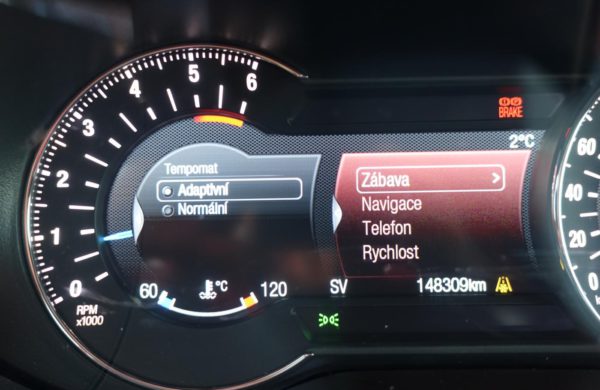 0
1
2
3
4
5
6
RPM
x1000
Tempomat
Adaptivní
Normální
60
°C
120
BRAKE
2°C
Zábava >
Navigace
Telefon
Rychlost
SV
148309km
60
40
20
0